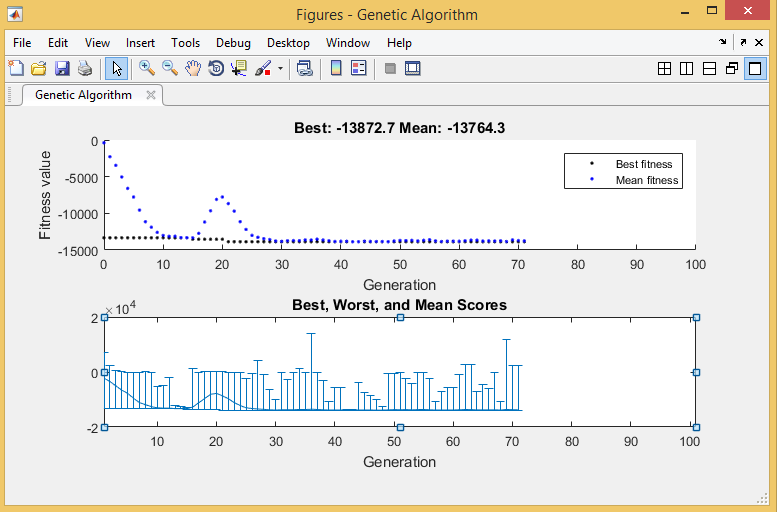 Figures - Genetic Algorithm
File Edit View Insert Tools Debug Desktop Window Help
Genetic Algorithm
Best: -13872.7 Mean: -13764.3
0
-5000
-10000
-15000
Fitness value
Best fitness
Mean fitness
0 10 20 30 40 50 60 70 80 90 100
Generation
Best, Worst, and Mean Scores
×10^4
2
0
-2
10 20 30 40 50 60 70 80 90 100
Generation